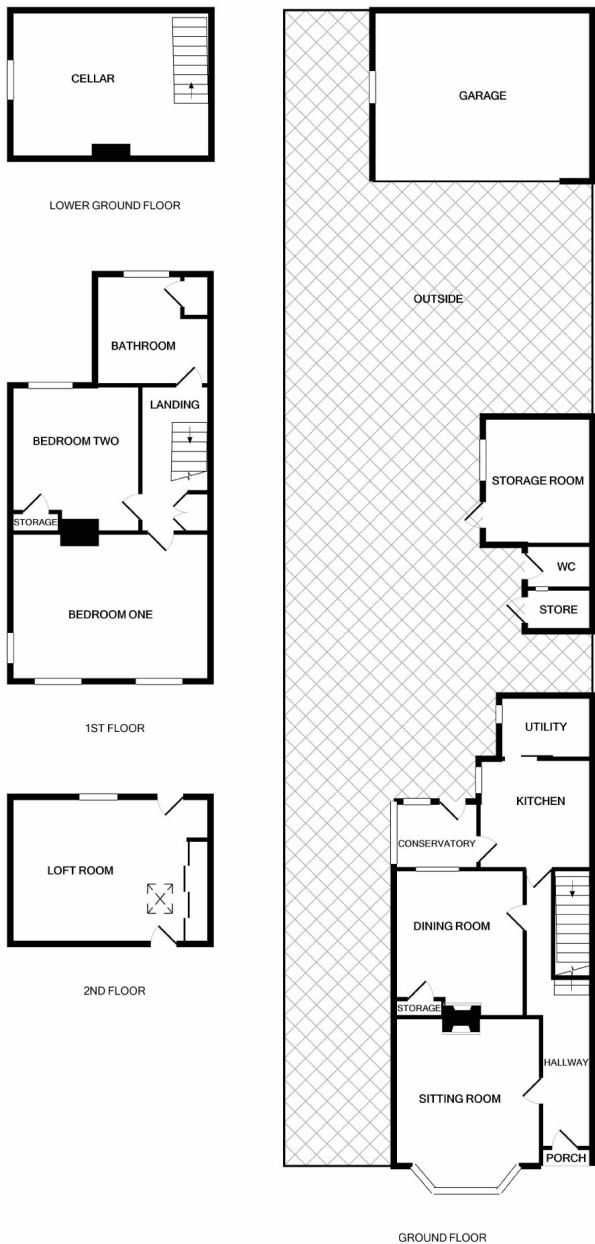 CELLAR
LOWER GROUND FLOOR
BATHROOM
LANDING
BEDROOM TWO
STORAGE
BEDROOM ONE
1ST FLOOR
LOFT ROOM
2ND FLOOR
GARAGE
OUTSIDE
STORAGE ROOM
WC
STORE
UTILITY
KITCHEN
CONSERVATORY
DINING ROOM
STORAGE
HALLWAY
SITTING ROOM
PORCH
GROUND FLOOR